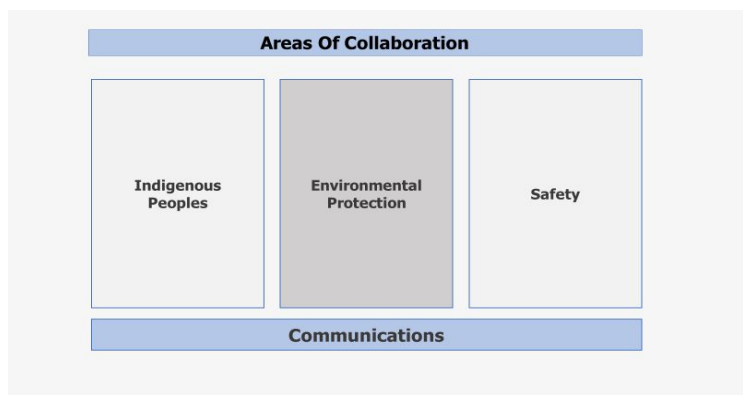 Areas Of Collaboration
Indigenous
Peoples
Environmental
Protection
Safety
Communications